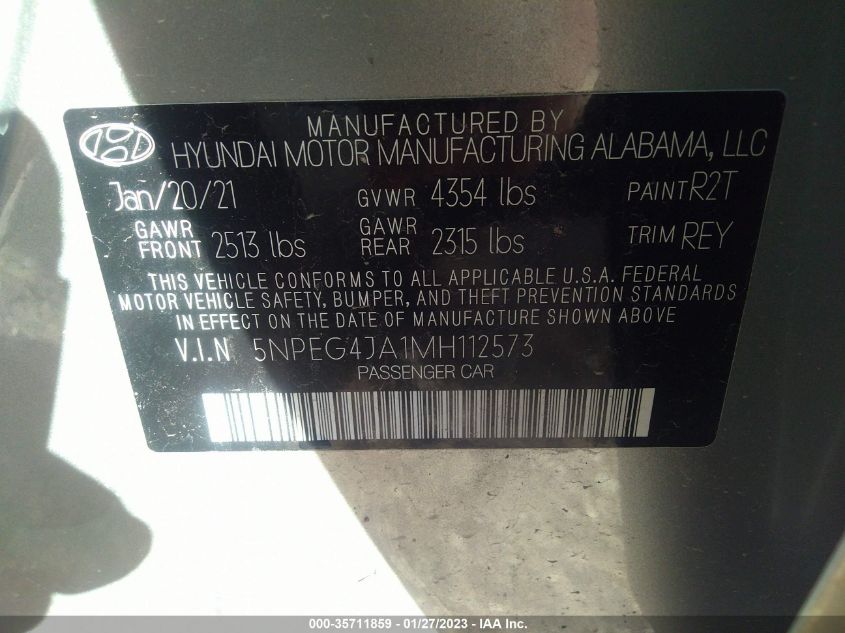 MANUFACTURED BY
HYUNDAI MOTOR MANUFACTURING ALABAMA, LLC
Jan/20/21 GVWR 4354 lbs PAINT R2T
GAWR FRONT 2513 lbs GAWR REAR 2315 lbs TRIM REY
THIS VEHICLE CONFORMS TO ALL APPLICABLE U.S.A. FEDERAL
MOTOR VEHICLE SAFETY, BUMPER, AND THEFT PREVENTION STANDARDS
IN EFFECT ON THE DATE OF MANUFACTURE SHOWN ABOVE
V.I.N 5NPEG4JA1MH112573
PASSENGER CAR
000-35711859 - 01/27/2023 - IAA Inc.